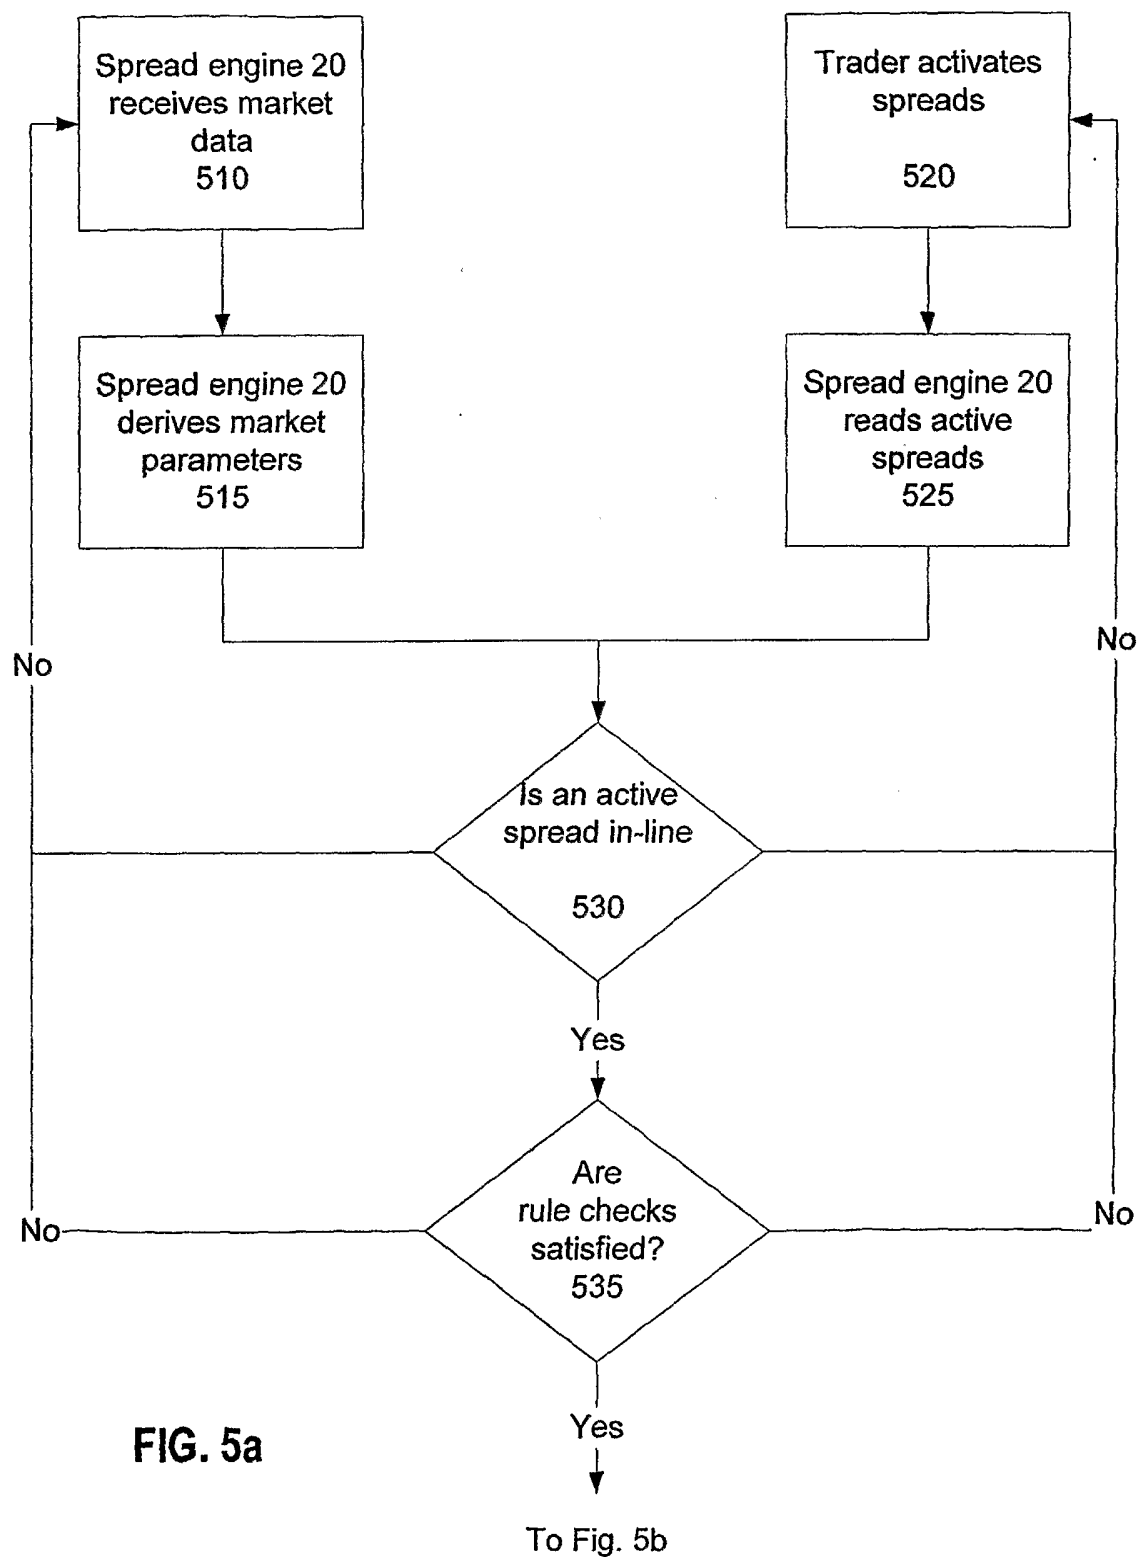 Spread engine 20
receives market
data
510
Trader activates
spreads
520
Spread engine 20
derives market
parameters
515
Spread engine 20
reads active
spreads
525
No
No
Is an active
spread in-line
530
Yes
Are
rule checks
satisfied?
535
No
No
Yes
FIG. 5a
To Fig. 5b